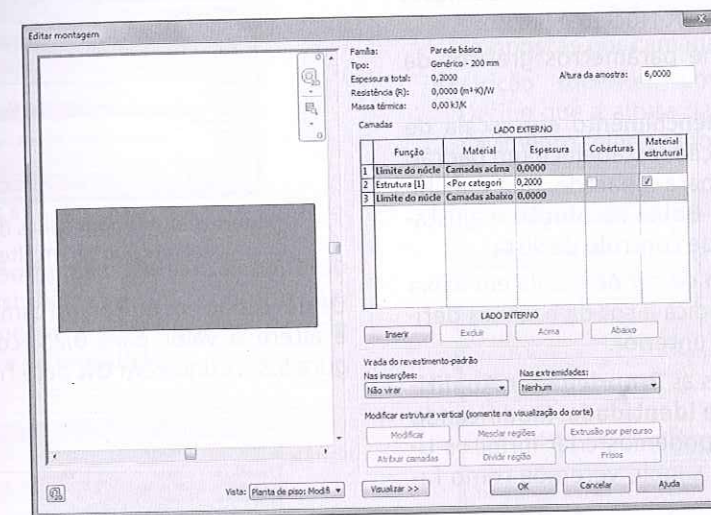 Editar montagem
Família: Parede básica
Tipo: Genérico - 200 mm
Espessura total: 0,2000 Altura da amostra: 6,0000
Resistência (R): 0,0000 (m²·K)/W
Massa térmica: 0,00 kJ/K
Camadas
LADO EXTERNO
Função Material Espessura Coberturas Material estrutural
1 Limite do núcle Camadas acima 0,0000
2 Estrutura [1] <Por categori 0,2000
3 Limite do núcle Camadas abaixo 0,0000
LADO INTERNO
Inserir Excluir Acima Abaixo
Virada do revestimento-padrão
Nas inserções: Nas extremidades:
Não virar Nenhum
Modificar estrutura vertical (somente na visualização do corte)
Modificar Mesclar regiões Extrusão por percurso
Atribuir camadas Dividir região Frisos
Vista: Planta de piso: Modifi Visualizar >> OK Cancelar Ajuda